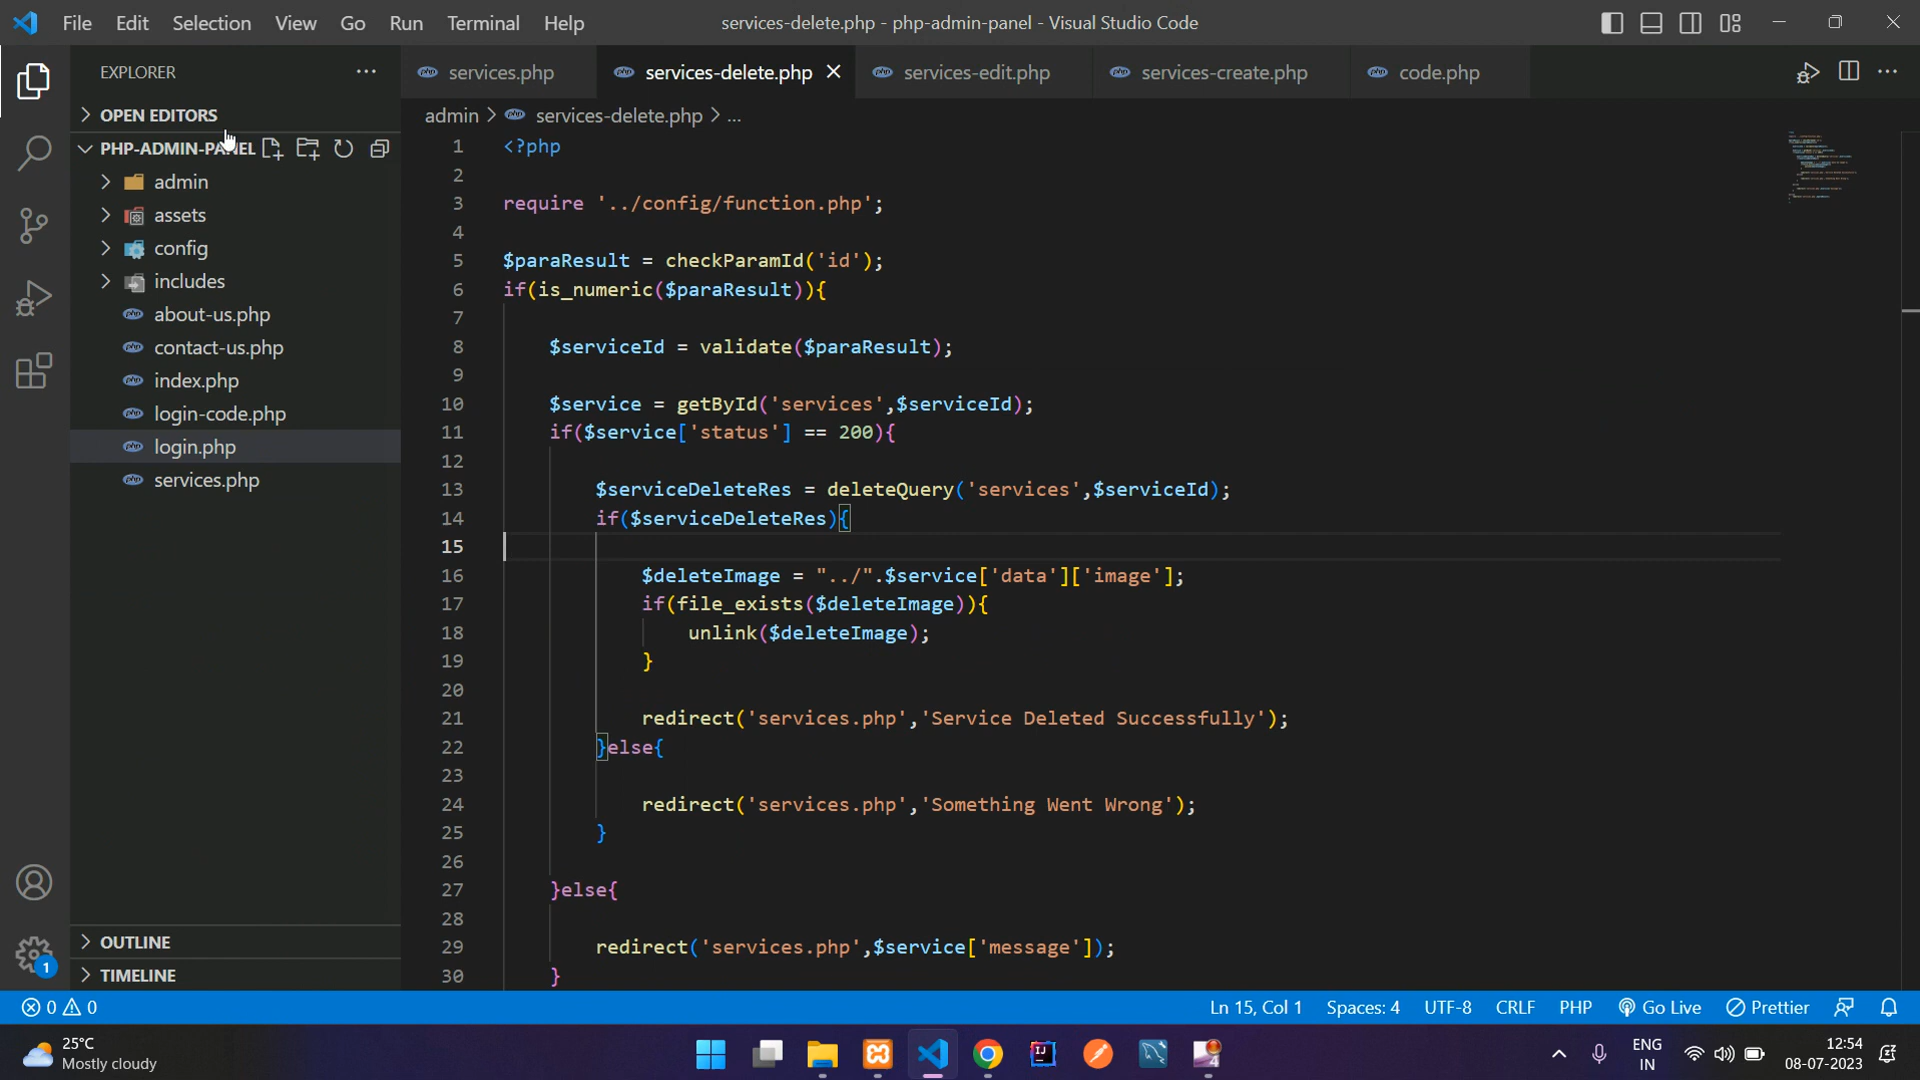 File Edit Selection View Go Run Terminal Help services-delete.php - php-admin-panel - Visual Studio Code
EXPLORER
OPEN EDITORS
PHP-ADMIN-PANEL
admin
assets
config
includes
about-us.php
contact-us.php
index.php
login-code.php
login.php
services.php
OUTLINE
TIMELINE
services.php services-delete.php services-edit.php services-create.php code.php
admin > services-delete.php > ...
1 <?php
2
3 require '../config/function.php';
4
5 $paraResult = checkParamId('id');
6 if(is_numeric($paraResult)){
7
8 $serviceId = validate($paraResult);
9
10 $service = getById('services',$serviceId);
11 if($service['status'] == 200){
12
13 $serviceDeleteRes = deleteQuery('services',$serviceId);
14 if($serviceDeleteRes){
15
16 $deleteImage = "../".$service['data']['image'];
17 if(file_exists($deleteImage)){
18 unlink($deleteImage);
19 }
20
21 redirect('services.php','Service Deleted Successfully');
22 }else{
23
24 redirect('services.php','Something Went Wrong');
25 }
26
27 }else{
28
29 redirect('services.php',$service['message']);
30 }
1
0 0 Ln 15, Col 1 Spaces: 4 UTF-8 CRLF PHP Go Live Prettier
25°C
Mostly cloudy
ENG
IN
12:54
08-07-2023